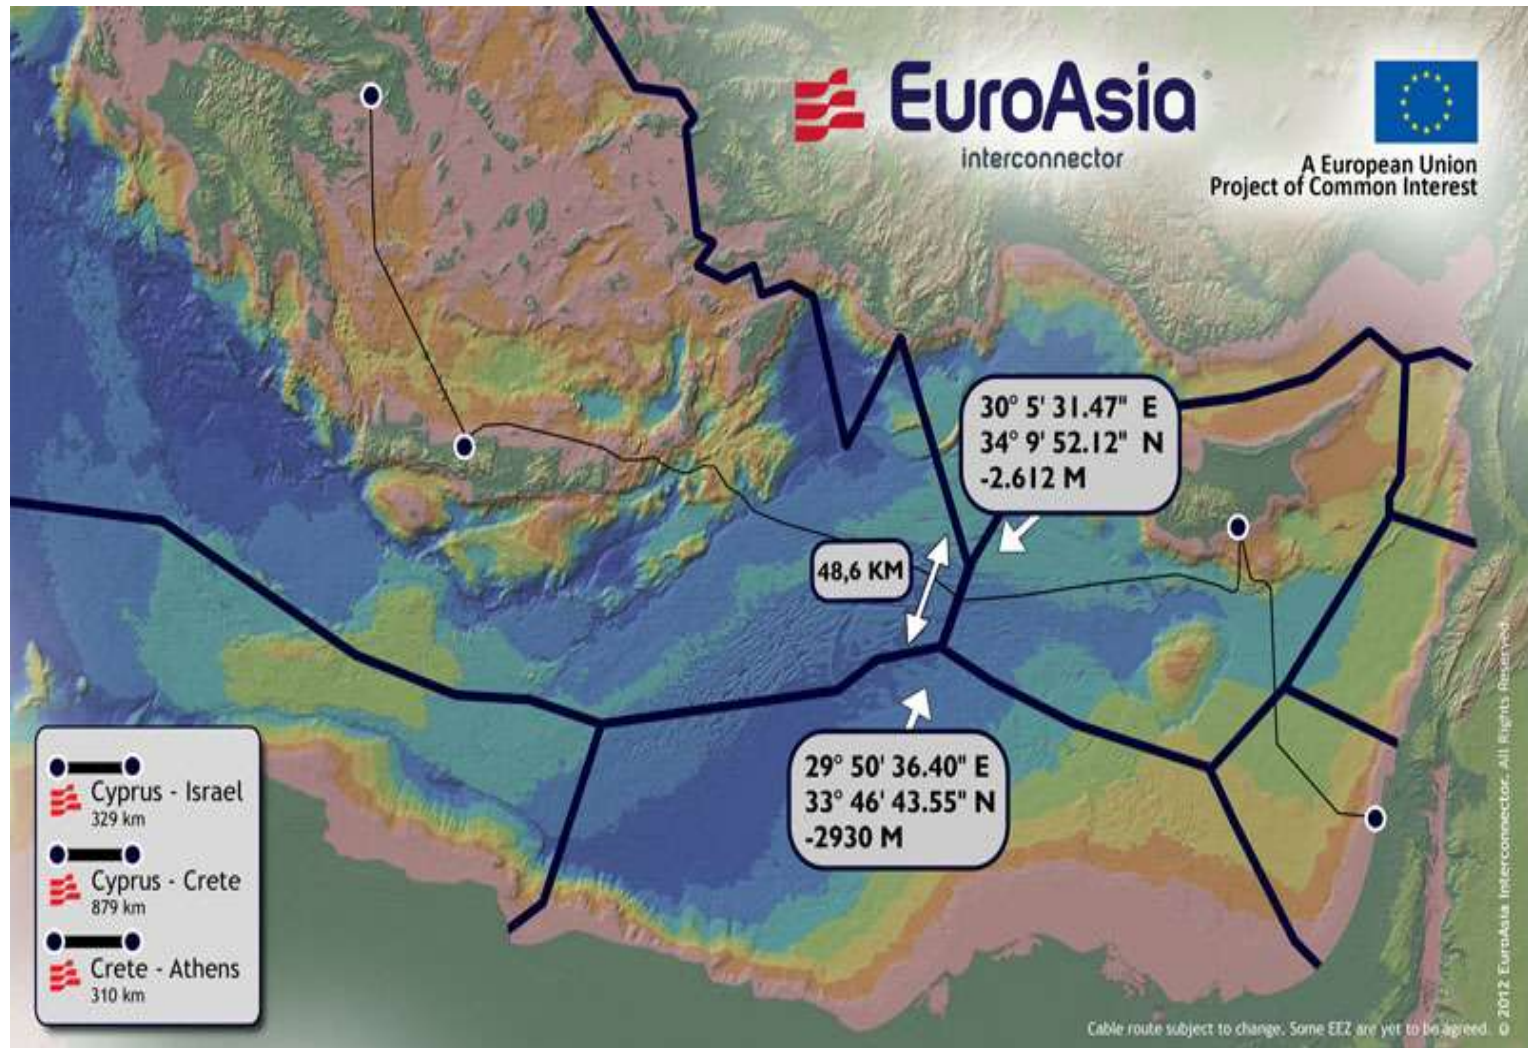 EuroAsia
interconnector
A European Union
Project of Common Interest
30° 5' 31.47" E
34° 9' 52.12" N
-2.612 M
48,6 KM
29° 50' 36.40" E
33° 46' 43.55" N
-2930 M
Cyprus - Israel
329 km
Cyprus - Crete
879 km
Crete - Athens
310 km
Cable route subject to change. Some EEZ are yet to be agreed.
© 2012 EuroAsia Interconnector. All Rights Reserved.